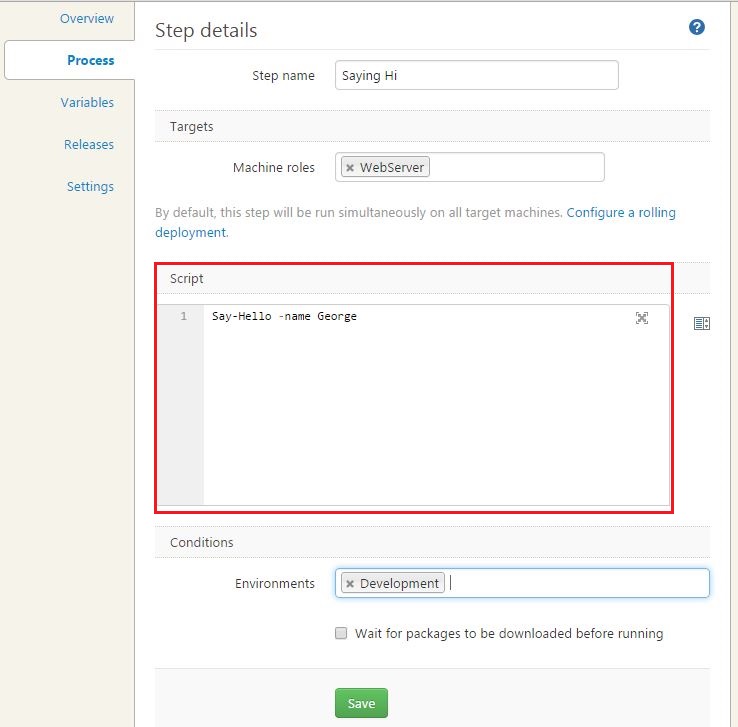 Overview
Process
Variables
Releases
Settings
Step details
?
Step name
Saying Hi
Targets
Machine roles
× WebServer
By default, this step will be run simultaneously on all target machines. Configure a rolling
deployment.
Script
1
Say-Hello -name George
Conditions
Environments
× Development
Wait for packages to be downloaded before running
Save